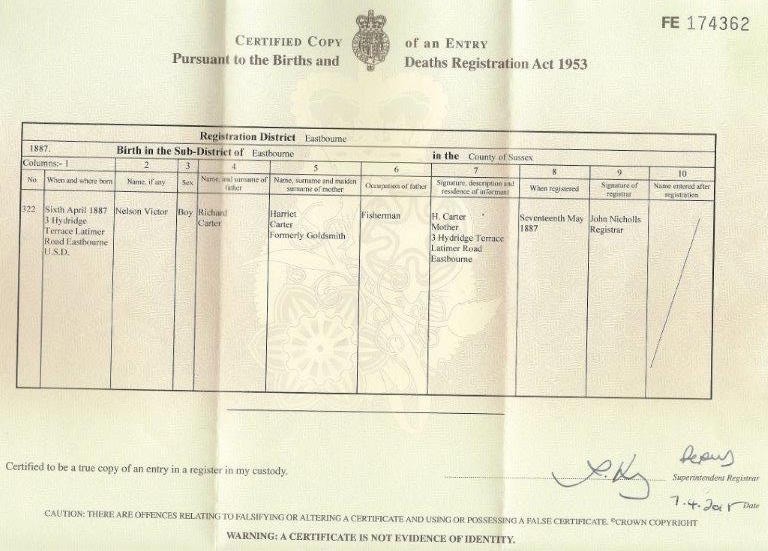 FE 174362
CERTIFIED COPY of an ENTRY
Pursuant to the Births and Deaths Registration Act 1953
Registration District Eastbourne
1887. Birth in the Sub-District of Eastbourne in the County of Sussex
Columns:- 1 2 3 4 5 6 7 8 9 10
No When and where born Name, if any Sex Name, and surname of father Name, surname and maiden surname of mother Occupation of father Signature, description and residence of informant When registered Signature of registrar Name entered after registration
322 Sixth April 1887 Nelson Victor Boy Richard Harriet Fisherman H. Carter Seventeenth May John Nicholls
3 Hydridge Carter Carter Mother 1887 Registrar
Terrace Latimer Formerly Goldsmith 3 Hydridge Terrace
Road Eastbourne Latimer Road
U.S.D. Eastbourne
Certified to be a true copy of an entry in a register in my custody.
Superintendent Registrar
Date
CAUTION: THERE ARE OFFENCES RELATING TO FALSIFYING OR ALTERING A CERTIFICATE AND USING OR POSSESSING A FALSE CERTIFICATE. ©CROWN COPYRIGHT
WARNING: A CERTIFICATE IS NOT EVIDENCE OF IDENTITY.